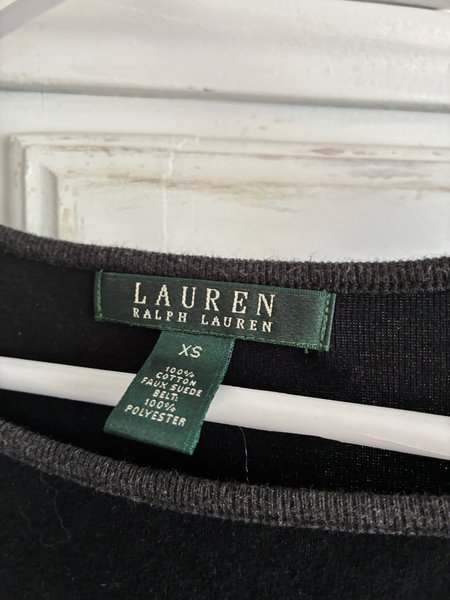 LAUREN
RALPH LAUREN
XS
100%
COTTON
FAUX SUEDE
BELT:
100%
POLYESTER